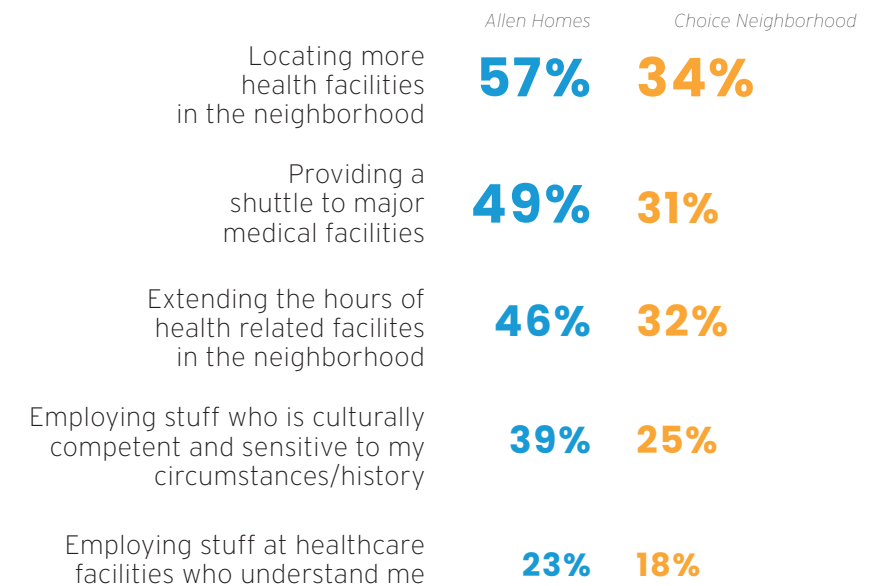 Allen Homes Choice Neighborhood
Locating more
health facilities
in the neighborhood
57% 34%
Providing a
shuttle to major
medical facilities
49% 31%
Extending the hours of
health related facilites
in the neighborhood
46% 32%
Employing stuff who is culturally
competent and sensitive to my
circumstances/history
39% 25%
Employing stuff at healthcare
facilities who understand me
23% 18%